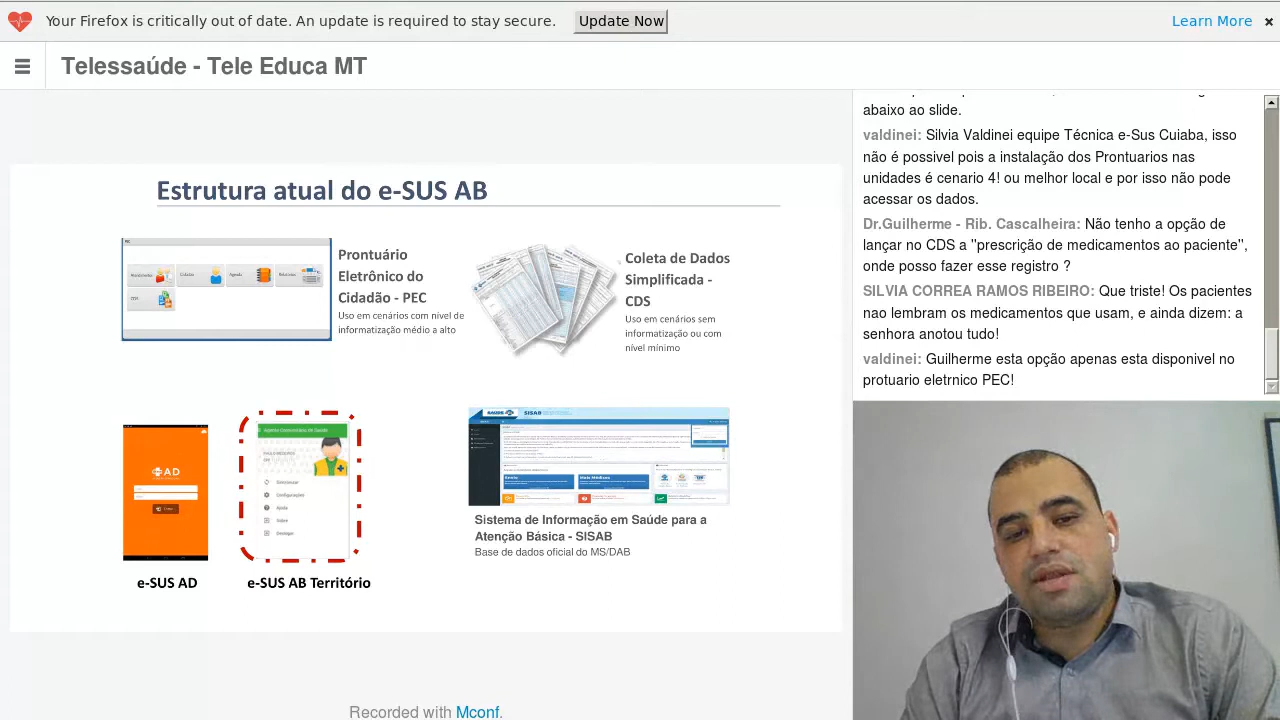 Your Firefox is critically out of date. An update is required to stay secure.
Update Now
Learn More
Telessaúde - Tele Educa MT
Estrutura atual do e-SUS AB
Prontuário
Eletrônico do
Cidadão - PEC
Uso em cenários com nível de
informatização médio a alto
Coleta de Dados
Simplificada -
CDS
Uso em cenários sem
informatização ou com
nível mínimo
AD
e-SUS AD
Sincronizar
Configurações
Ajuda
Sobre
Desligar
e-SUS AB Território
SISAB
Sistema de Informação em Saúde para a
Atenção Básica - SISAB
Base de dados oficial do MS/DAB
Recorded with Mconf.
abaixo ao slide.
valdinei: Silvia Valdinei equipe Técnica e-Sus Cuiaba, isso
não é possivel pois a instalação dos Prontuarios nas
unidades é cenario 4! ou melhor local e por isso não pode
acessar os dados.
Dr.Guilherme - Rib. Cascalheira: Não tenho a opção de
lançar no CDS a "prescrição de medicamentos ao paciente",
onde posso fazer esse registro ?
SILVIA CORREA RAMOS RIBEIRO: Que triste! Os pacientes
nao lembram os medicamentos que usam, e ainda dizem: a
senhora anotou tudo!
valdinei: Guilherme esta opção apenas esta disponivel no
protuario eletrnico PEC!